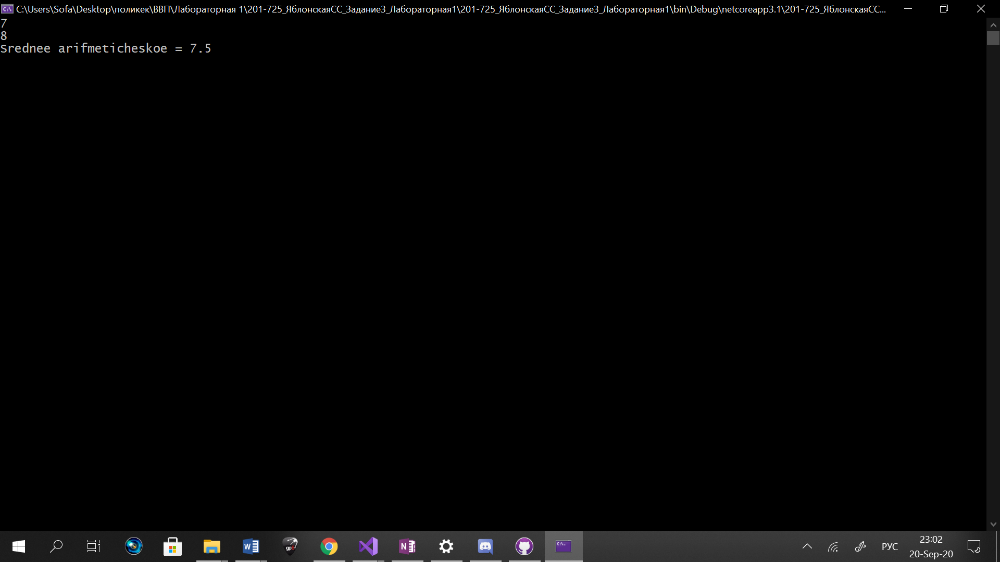 C:\Users\Sofa\Desktop\поликек\ВВП\Лабораторная 1\201-725_ЯблонскаяСС_Задание3_Лабораторная1\201-725_ЯблонскаяСС_Задание3_Лабораторная1\bin\Debug\netcoreapp3.1\201-725_ЯблонскаяСС...
7
8
Srednee arifmeticheskoe = 7.5
РУС
23:02
20-Sep-20